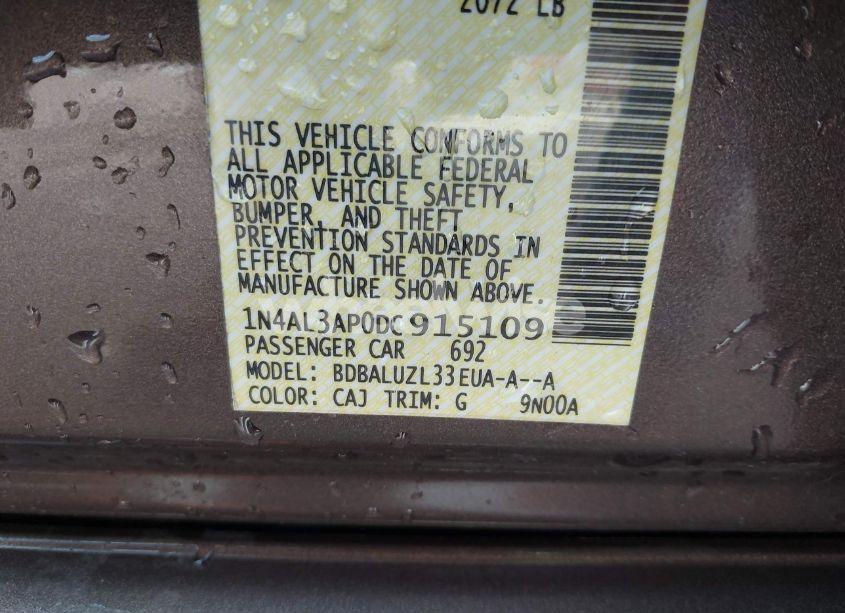 2072 LB
THIS VEHICLE CONFORMS TO
ALL APPLICABLE FEDERAL
MOTOR VEHICLE SAFETY,
BUMPER, AND THEFT
PREVENTION STANDARDS IN
EFFECT ON THE DATE OF
MANUFACTURE SHOWN ABOVE.
1N4AL3AP0DC915109
PASSENGER CAR 692
MODEL: BDBALUZL33EUA-A--A
COLOR: CAJ TRIM: G 9N00A